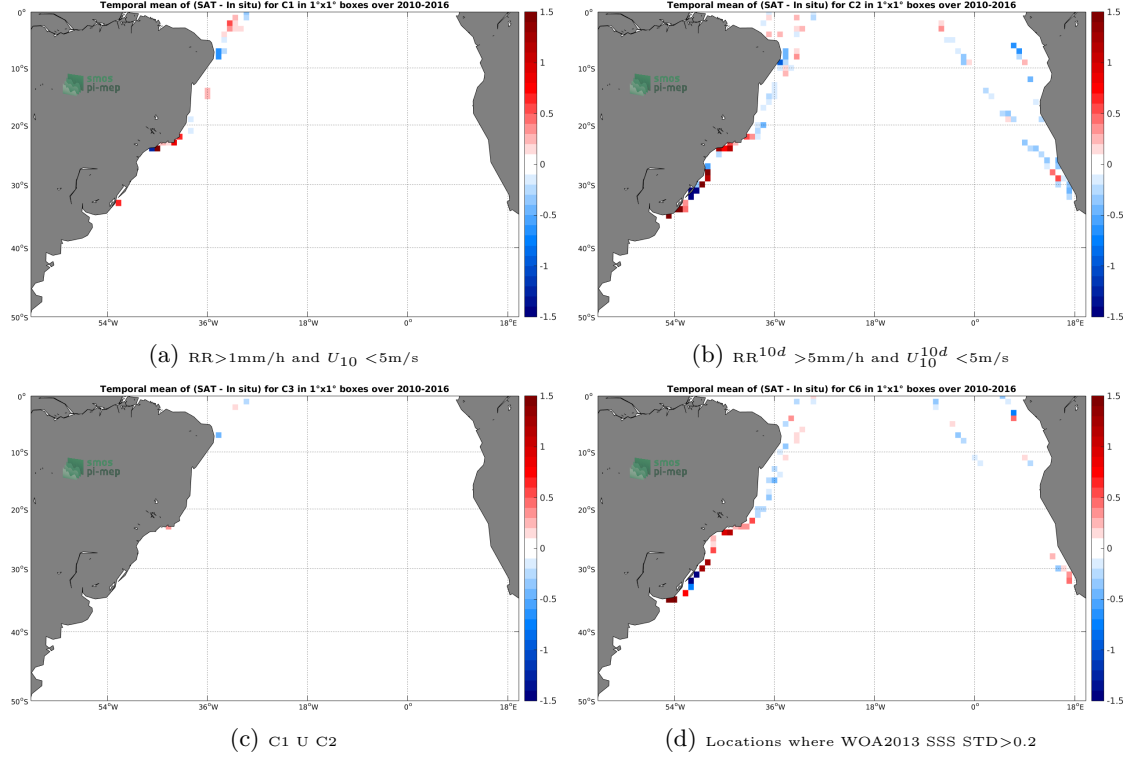 Temporal mean of (SAT - In situ) for C1 in 1°x1° boxes over 2010-2016
0°
10°S
20°S
30°S
40°S
50°S
54°W
36°W
18°W
0°
18°E
1.5
1
0.5
0
-0.5
-1
-1.5
smos
pi-mep
(a) RR>1mm/h and U10 <5m/s
Temporal mean of (SAT - In situ) for C2 in 1°x1° boxes over 2010-2016
0°
10°S
20°S
30°S
40°S
50°S
54°W
36°W
18°W
0°
18°E
1.5
1
0.5
0
-0.5
-1
-1.5
smos
pi-mep
(b) RR10d >5mm/h and U10d10 <5m/s
Temporal mean of (SAT - In situ) for C3 in 1°x1° boxes over 2010-2016
0°
10°S
20°S
30°S
40°S
50°S
54°W
36°W
18°W
0°
18°E
1.5
1
0.5
0
-0.5
-1
-1.5
smos
pi-mep
(c) C1 U C2
Temporal mean of (SAT - In situ) for C6 in 1°x1° boxes over 2010-2016
0°
10°S
20°S
30°S
40°S
50°S
54°W
36°W
18°W
0°
18°E
1.5
1
0.5
0
-0.5
-1
-1.5
smos
pi-mep
(d) Locations where WOA2013 SSS STD>0.2